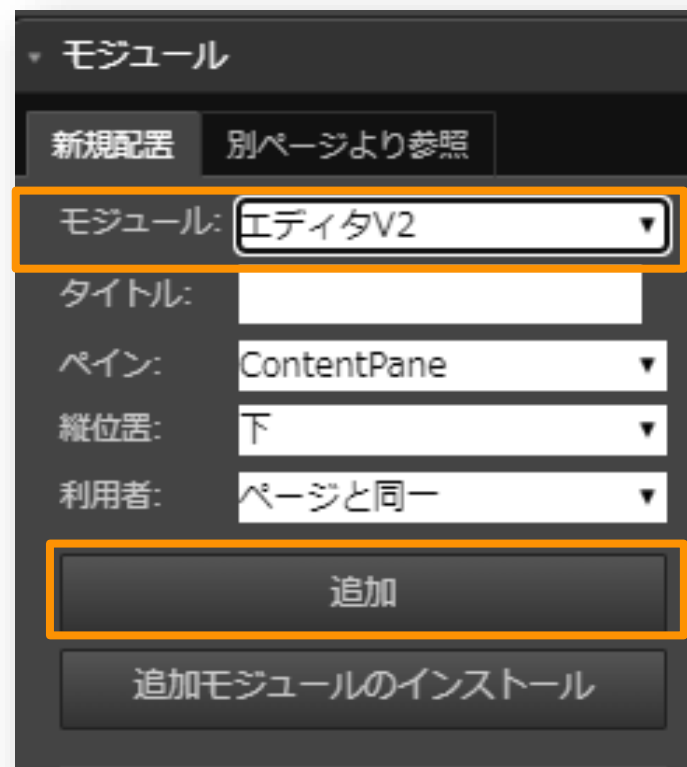 モジュール
新規配置 別ページより参照
モジュール: エディタV2
タイトル:
ペイン: ContentPane
縦位置: 下
利用者: ページと同一
追加
追加モジュールのインストール